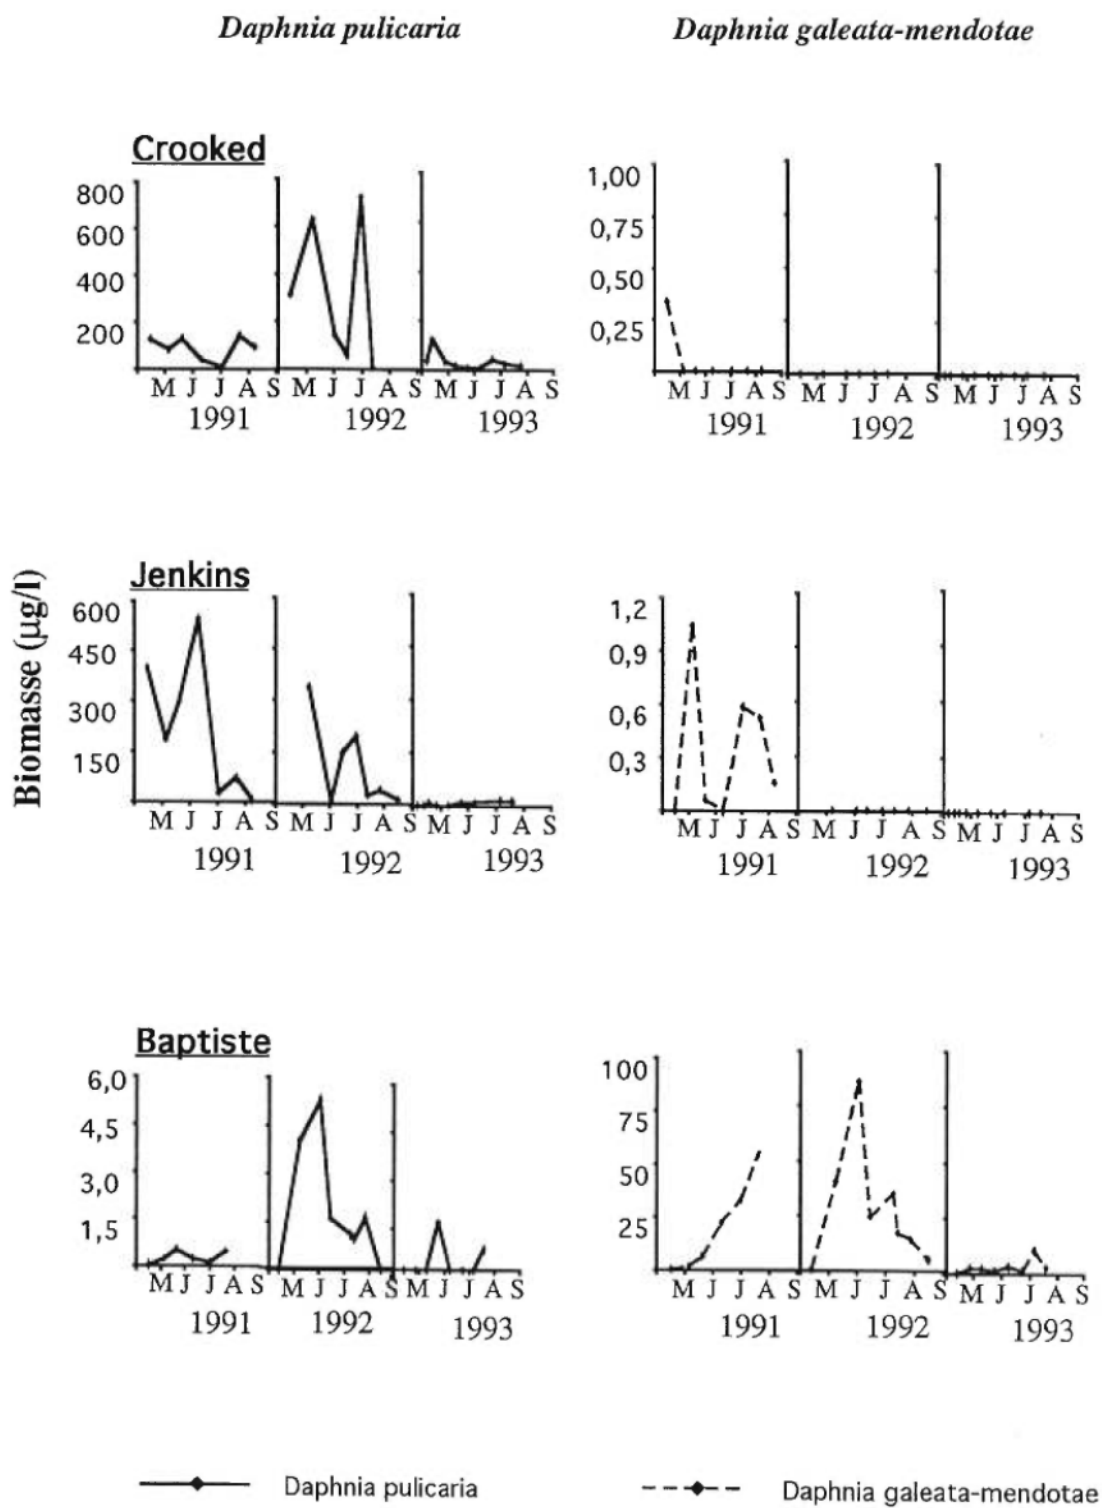 Daphnia pulicaria Daphnia galeata-mendotae
Crooked
800
600
400
200
M J J A S M J J A S M J J A S
1991 1992 1993
1,00
0,75
0,50
0,25
M J J A S M J J A S M J J A S
1991 1992 1993
Biomasse (µg/l)
Jenkins
600
450
300
150
M J J A S M J J A S M J J A S
1991 1992 1993
1,2
0,9
0,6
0,3
M J J A S M J J A S M J J A S
1991 1992 1993
Baptiste
6,0
4,5
3,0
1,5
M J J A S M J J A S M J J A S
1991 1992 1993
100
75
50
25
M J J A S M J J A S M J J A S
1991 1992 1993
Daphnia pulicaria Daphnia galeata-mendotae